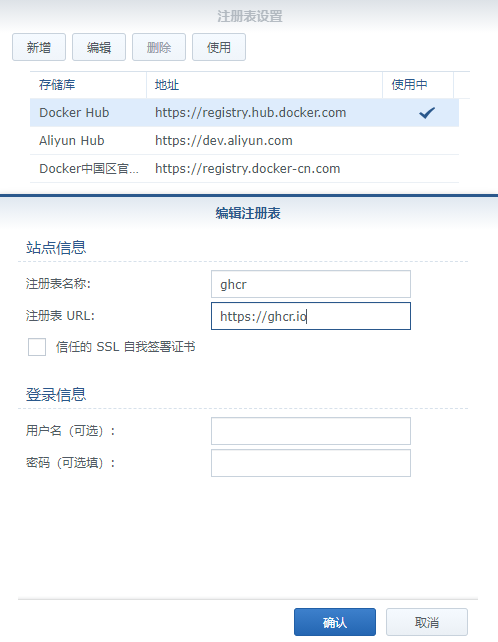 注册表设置
新增 编辑 删除 使用
存储库 地址 使用中
Docker Hub https://registry.hub.docker.com
Aliyun Hub https://dev.aliyun.com
Docker中国区官... https://registry.docker-cn.com
编辑注册表
站点信息
注册表名称: ghcr
注册表 URL: https://ghcr.io
信任的 SSL 自我签署证书
登录信息
用户名（可选）:
密码（可选填）:
确认 取消